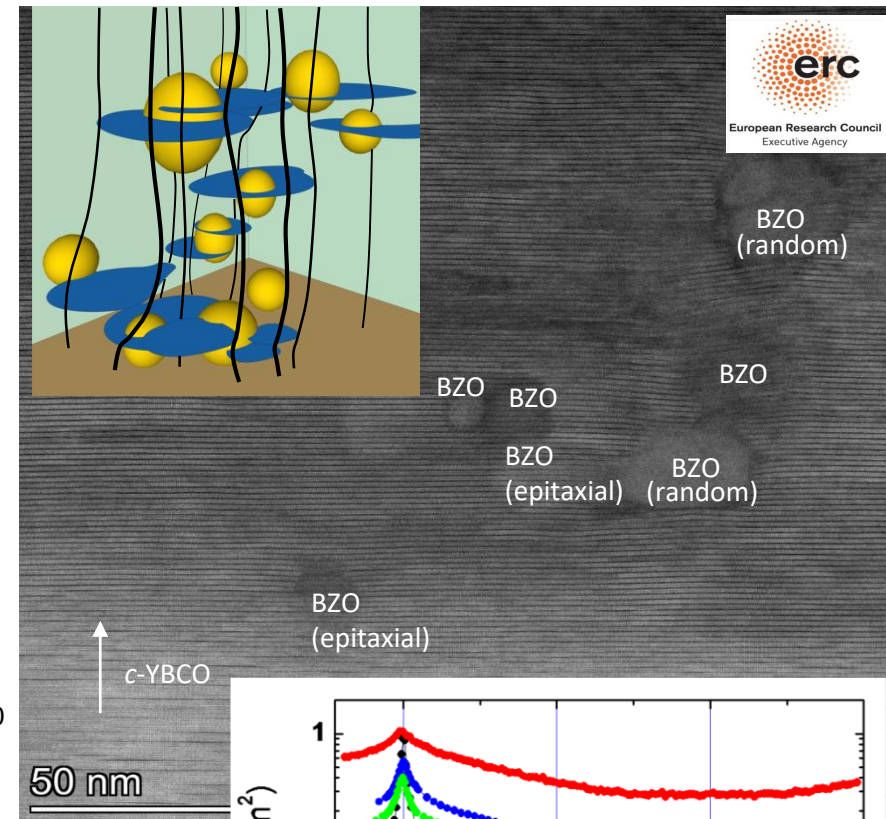 erc
European Research Council
Executive Agency
BZO
(random)
BZO
BZO
BZO
BZO
(epitaxial)
BZO
(random)
BZO
(epitaxial)
c-YBCO
50 nm
1